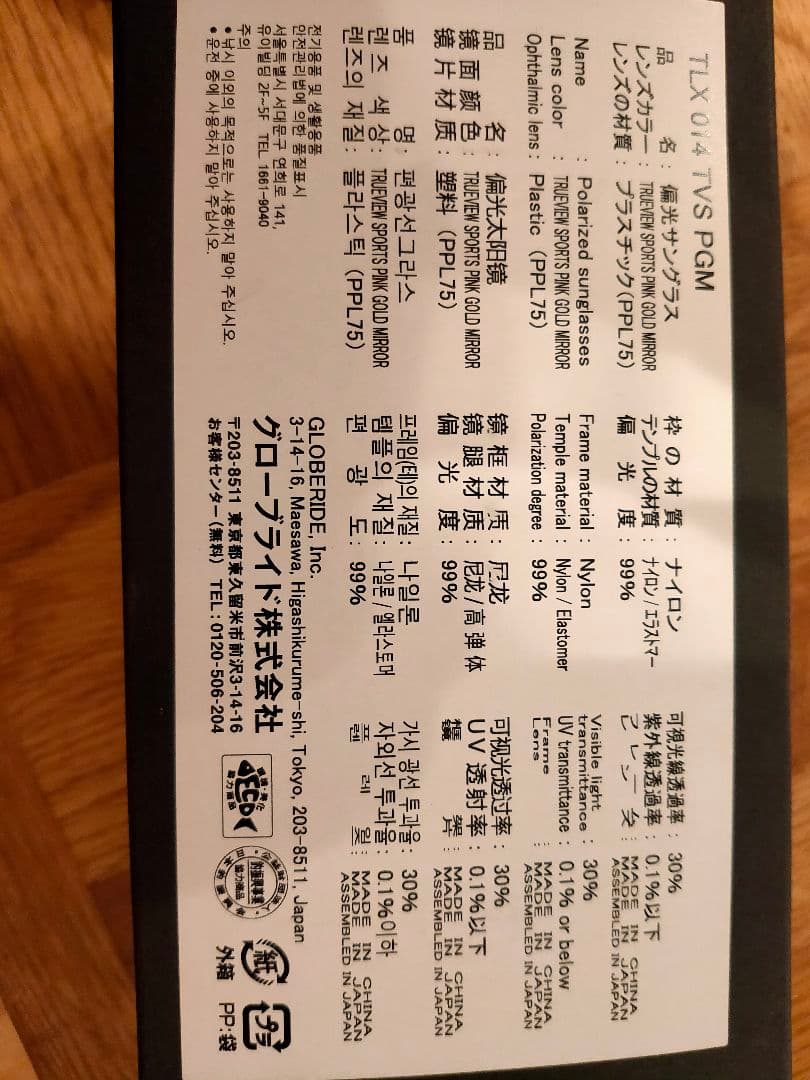 TLX 014 TVS PGM
品名：偏光サングラス
レンズカラー：TRUEVIEW SPORTS PINK GOLD MIRROR
レンズの材質：プラスチック（PPL75）
枠の材質：ナイロン
テンプルの材質：ナイロン/エラストマー
偏光度：99%
可視光線透過率：30%
紫外線透過率：0.1%以下
MADE IN CHINA
MADE IN JAPAN
ASSEMBLED IN JAPAN
Name : Polarized sunglasses
Lens color : TRUEVIEW SPORTS PINK GOLD MIRROR
Ophthalmic lens : Plastic (PPL75)
Frame material : Nylon
Temple material : Nylon / Elastomer
Polarization degree : 99%
Visible light transmittance : 30%
UV transmittance : 0.1% or below
Frame : MADE IN CHINA
Lens : MADE IN JAPAN
ASSEMBLED IN JAPAN
品名：偏光太阳镜
镜面颜色：TRUEVIEW SPORTS PINK GOLD MIRROR
镜片材质：塑料（PPL75）
镜框材质：尼龙
镜腿材质：尼龙/高弹体
偏光度：99%
可视光透过率：30%
UV透射率：0.1%以下
MADE IN CHINA
MADE IN JAPAN
ASSEMBLED IN JAPAN
품명：편광선그라스
렌즈 색상：TRUEVIEW SPORTS PINK GOLD MIRROR
렌즈의 재질：플라스틱（PPL75）
프레임(테)의 재질：나일론
템플의 재질：나일론/엘라스토머
편광도：99%
가시 광선 투과율：30%
자외선 투과율：0.1%이하
MADE IN CHINA
MADE IN JAPAN
ASSEMBLED IN JAPAN
전기용품 및 생활용품
안전관리법에 의한 품질표시
서울특별시 서대문구 연희로 141,
유이빌딩 2F~5F TEL 1661-9040
주의
● 낚시 이외의 목적으로는 사용하지 말아 주십시오.
● 운전 중에 사용하지 말아 주십시오.
GLOBERIDE, Inc.
3-14-16, Maesawa, Higashikurume-shi, Tokyo, 203-8511, Japan
グローブライド株式会社
〒203-8511 東京都東久留米市前沢3-14-16
お客様センター（無料） TEL：0120-506-204
ECO
協力商品
紙
外箱
プラ
PP:袋